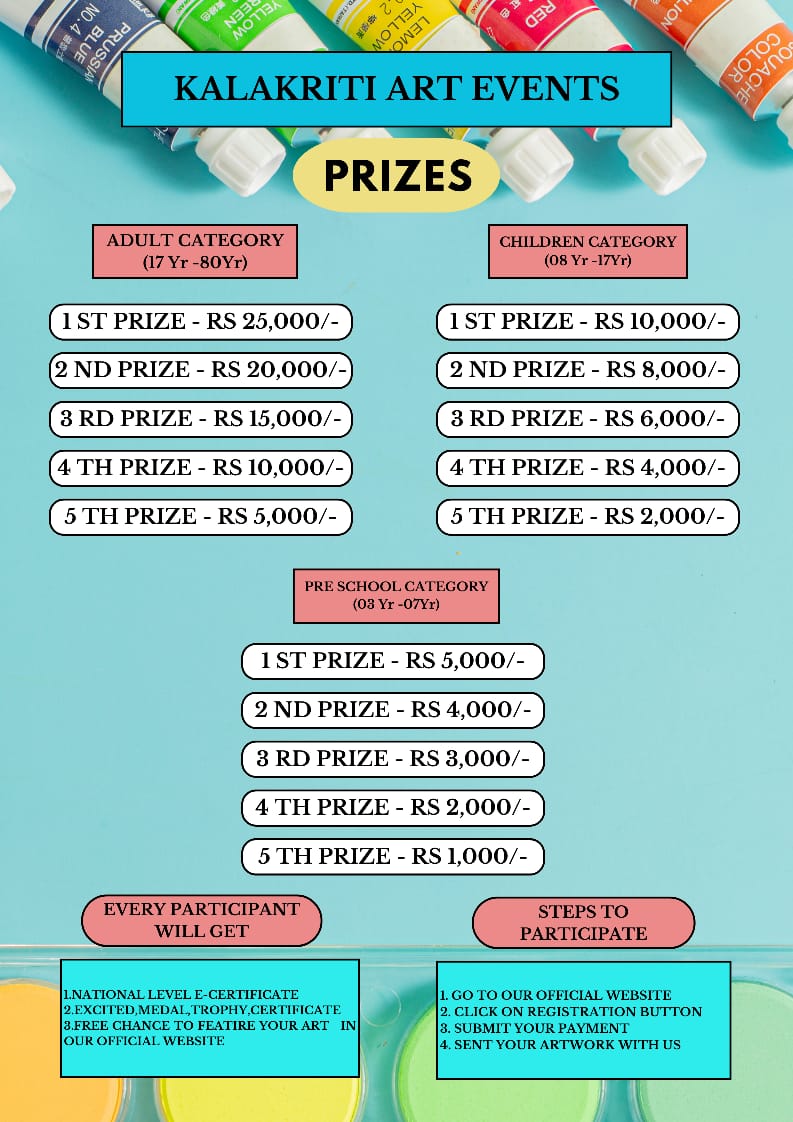 NO.4
PRUSSIAN
BLUE
YELLOW
GREEN
LEMON
YELLOW
RED
GOUACHE
COLOR
KALAKRITI ART EVENTS
PRIZES
ADULT CATEGORY
(17 Yr -80Yr)
1 ST PRIZE - RS 25,000/-
2 ND PRIZE - RS 20,000/-
3 RD PRIZE - RS 15,000/-
4 TH PRIZE - RS 10,000/-
5 TH PRIZE - RS 5,000/-
CHILDREN CATEGORY
(08 Yr -17Yr)
1 ST PRIZE - RS 10,000/-
2 ND PRIZE - RS 8,000/-
3 RD PRIZE - RS 6,000/-
4 TH PRIZE - RS 4,000/-
5 TH PRIZE - RS 2,000/-
PRE SCHOOL CATEGORY
(03 Yr -07Yr)
1 ST PRIZE - RS 5,000/-
2 ND PRIZE - RS 4,000/-
3 RD PRIZE - RS 3,000/-
4 TH PRIZE - RS 2,000/-
5 TH PRIZE - RS 1,000/-
EVERY PARTICIPANT
WILL GET
1.NATIONAL LEVEL E-CERTIFICATE
2.EXCITED,MEDAL,TROPHY,CERTIFICATE
3.FREE CHANCE TO FEATIRE YOUR ART IN
OUR OFFICIAL WEBSITE
STEPS TO
PARTICIPATE
1. GO TO OUR OFFICIAL WEBSITE
2. CLICK ON REGISTRATION BUTTON
3. SUBMIT YOUR PAYMENT
4. SENT YOUR ARTWORK WITH US